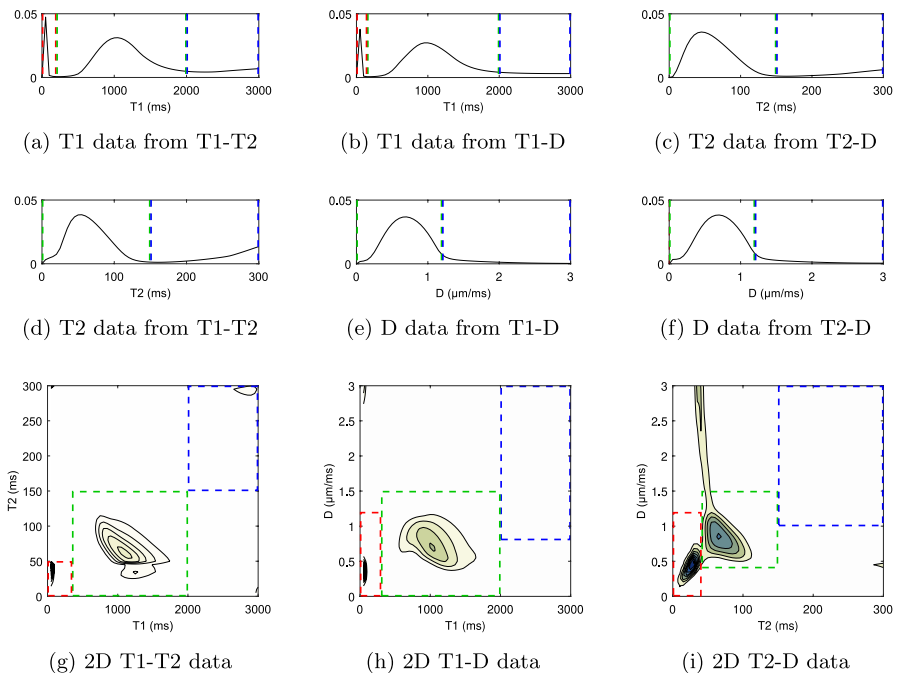 0.05
0
0 1000 2000 3000
T1 (ms)
(a) T1 data from T1-T2
0.05
0
0 1000 2000 3000
T1 (ms)
(b) T1 data from T1-D
0.05
0
0 100 200 300
T2 (ms)
(c) T2 data from T2-D
0.05
0
0 100 200 300
T2 (ms)
(d) T2 data from T1-T2
0.05
0
0 1 2 3
D (µm/ms)
(e) D data from T1-D
0.05
0
0 1 2 3
D (µm/ms)
(f) D data from T2-D
300
250
200
150
100
50
0
T2 (ms)
0 1000 2000 3000
T1 (ms)
(g) 2D T1-T2 data
3
2.5
2
1.5
1
0.5
0
D (µm/ms)
0 1000 2000 3000
T1 (ms)
(h) 2D T1-D data
3
2.5
2
1.5
1
0.5
0
D (µm/ms)
0 100 200 300
T2 (ms)
(i) 2D T2-D data